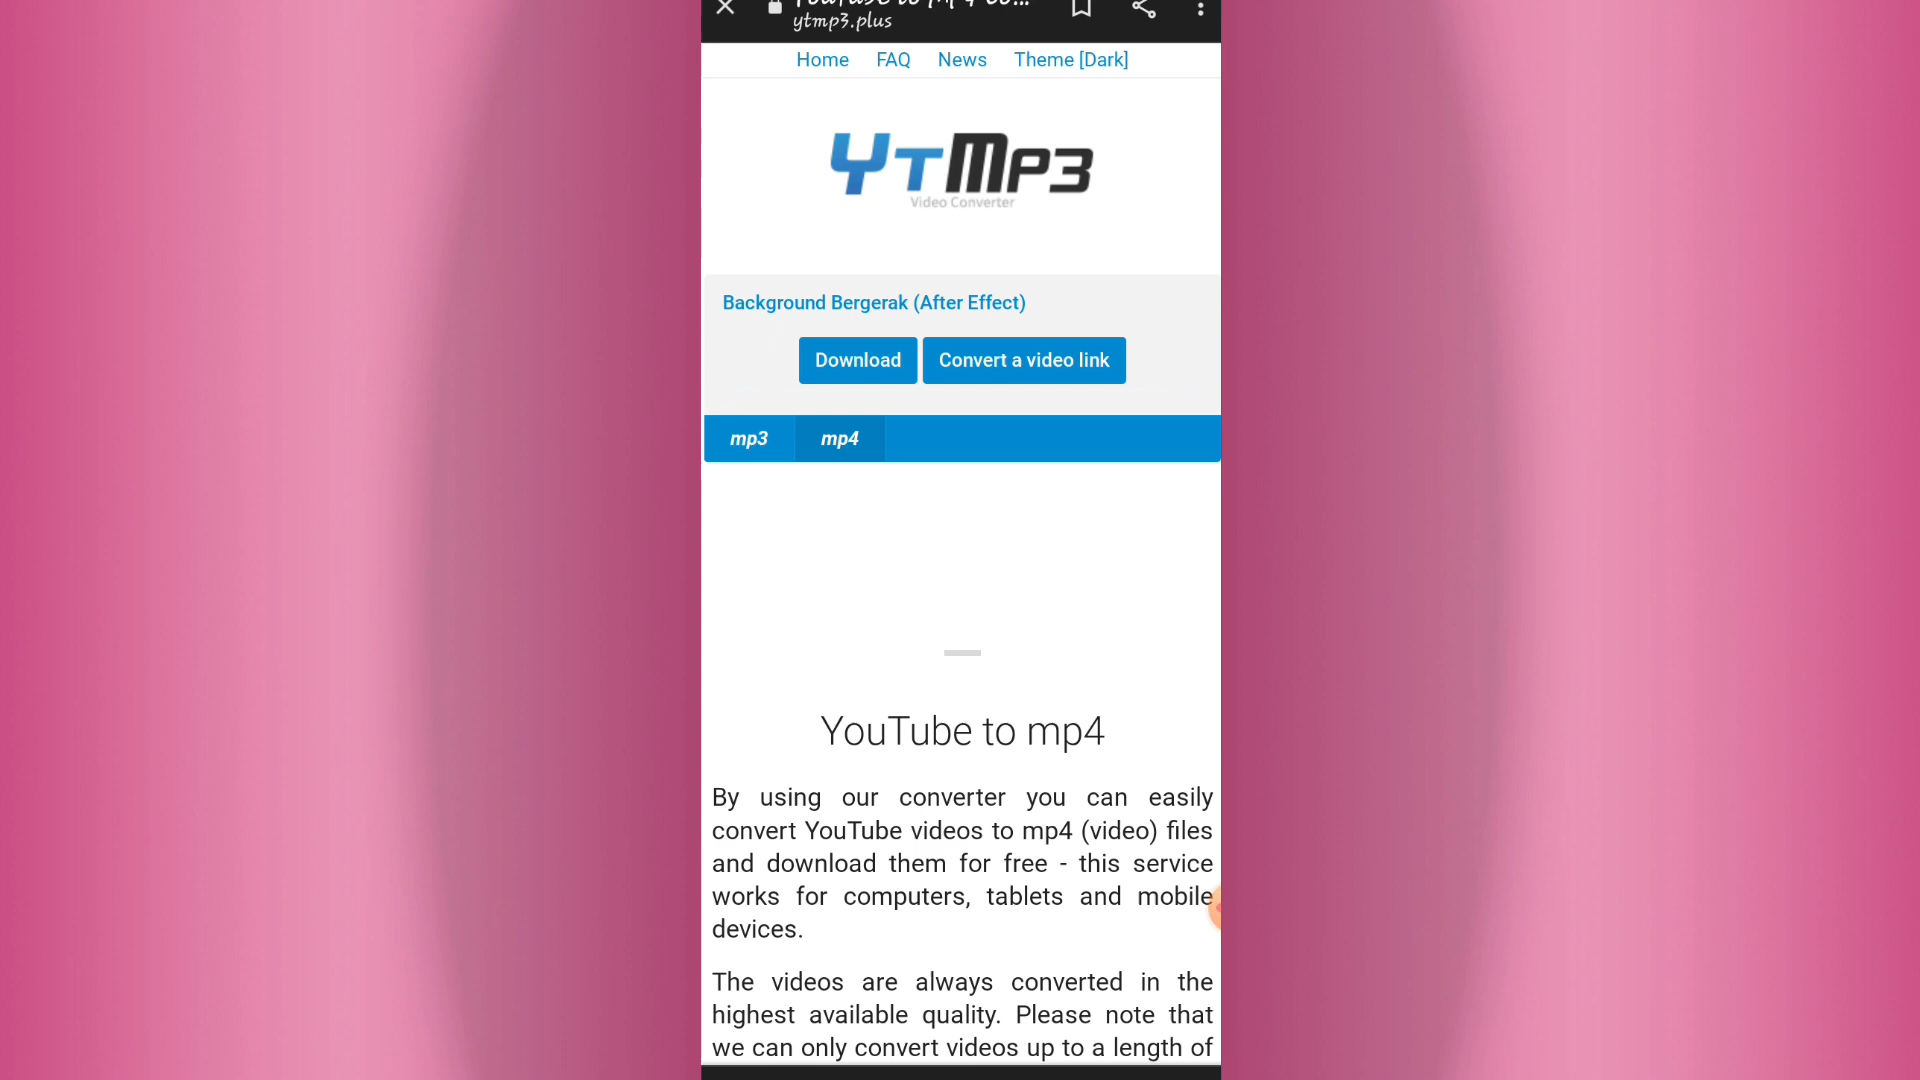 ytmp3.plus
Home FAQ News Theme [Dark]
YTMP3
Video Converter
Background Bergerak (After Effect)
Download Convert a video link
mp3 mp4
YouTube to mp4
By using our converter you can easily
convert YouTube videos to mp4 (video) files
and download them for free - this service
works for computers, tablets and mobile
devices.
The videos are always converted in the
highest available quality. Please note that
we can only convert videos up to a length of